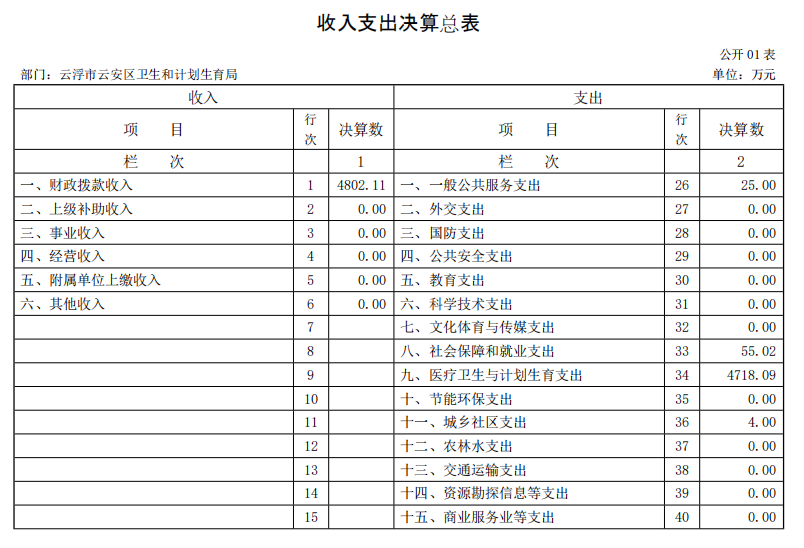 收入支出决算总表
公开 01 表
部门：云浮市云安区卫生和计划生育局 单位：万元
收入 支出
项 目 行次 决算数 项 目 行次 决算数
栏 次 1 栏 次 2
一、财政拨款收入 1 4802.11 一、一般公共服务支出 26 25.00
二、上级补助收入 2 0.00 二、外交支出 27 0.00
三、事业收入 3 0.00 三、国防支出 28 0.00
四、经营收入 4 0.00 四、公共安全支出 29 0.00
五、附属单位上缴收入 5 0.00 五、教育支出 30 0.00
六、其他收入 6 0.00 六、科学技术支出 31 0.00
7 七、文化体育与传媒支出 32 0.00
8 八、社会保障和就业支出 33 55.02
9 九、医疗卫生与计划生育支出 34 4718.09
10 十、节能环保支出 35 0.00
11 十一、城乡社区支出 36 4.00
12 十二、农林水支出 37 0.00
13 十三、交通运输支出 38 0.00
14 十四、资源勘探信息等支出 39 0.00
15 十五、商业服务业等支出 40 0.00